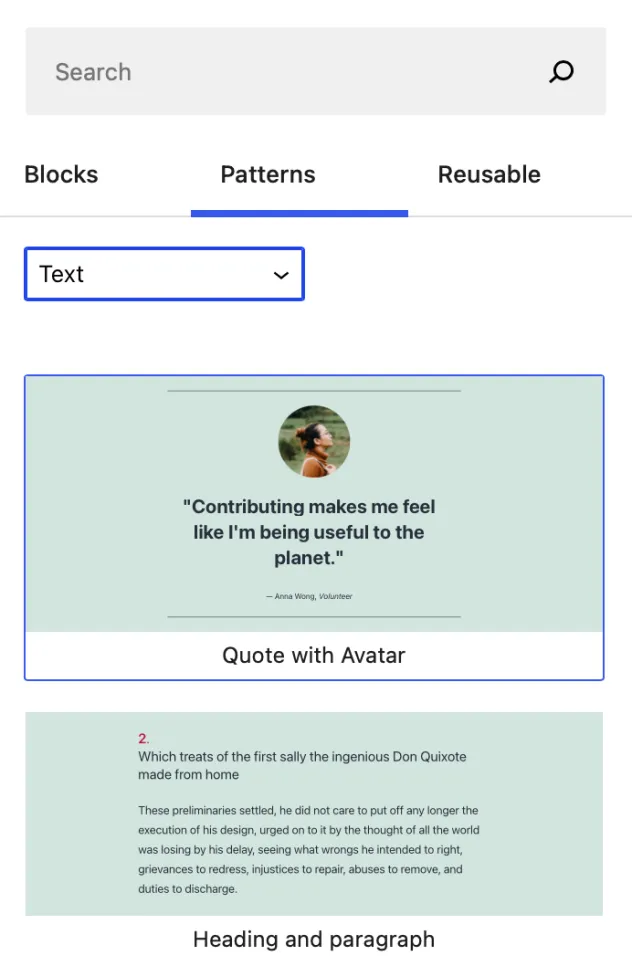 Search
Blocks Patterns Reusable
Text
"Contributing makes me feel
like I'm being useful to the
planet."
— Anna Wong, Volunteer
Quote with Avatar
2.
Which treats of the first sally the ingenious Don Quixote
made from home
These preliminaries settled, he did not care to put off any longer the
execution of his design, urged on to it by the thought of all the world
was losing by his delay, seeing what wrongs he intended to right,
grievances to redress, injustices to repair, abuses to remove, and
duties to discharge.
Heading and paragraph